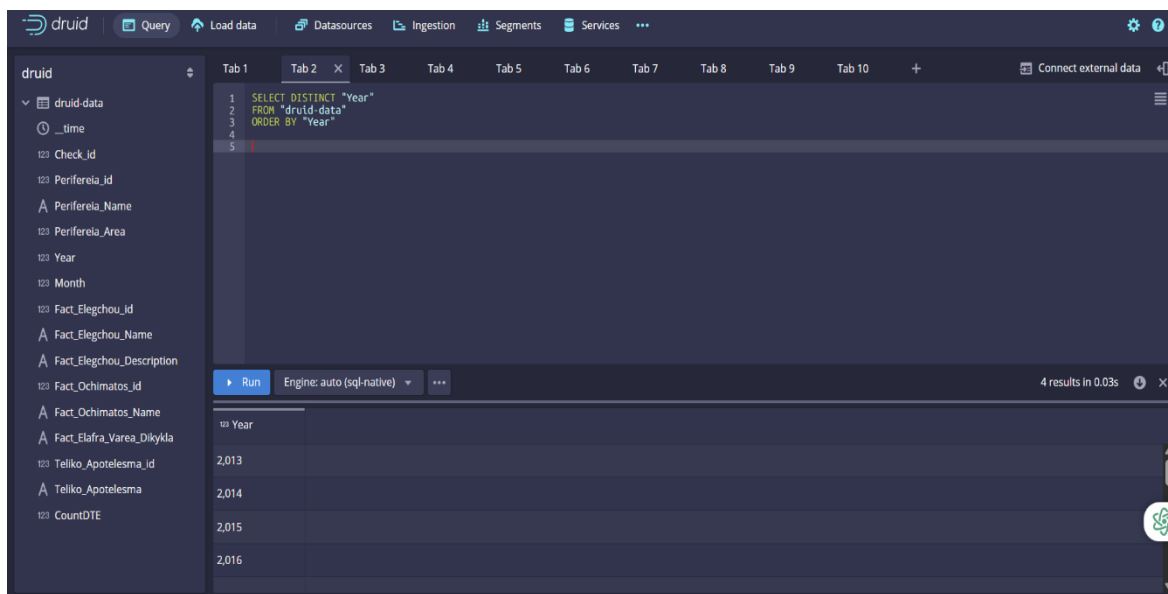 druid Query Load data Datasources Ingestion Segments Services
druid
druid-data
__time
123 Check_id
123 Perifereia_id
A Perifereia_Name
123 Perifereia_Area
123 Year
123 Month
123 Fact_Elegchou_id
A Fact_Elegchou_Name
A Fact_Elegchou_Description
123 Fact_Ochimatos_id
A Fact_Ochimatos_Name
A Fact_Elafra_Varea_Dikykla
123 Teliko_Apotelesma_id
A Teliko_Apotelesma
123 CountDTE
Tab 1 Tab 2 Tab 3 Tab 4 Tab 5 Tab 6 Tab 7 Tab 8 Tab 9 Tab 10 + Connect external data
1 SELECT DISTINCT "Year"
2 FROM "druid-data"
3 ORDER BY "Year"
4
5
Run Engine: auto (sql-native) 4 results in 0.03s
123 Year
2,013
2,014
2,015
2,016